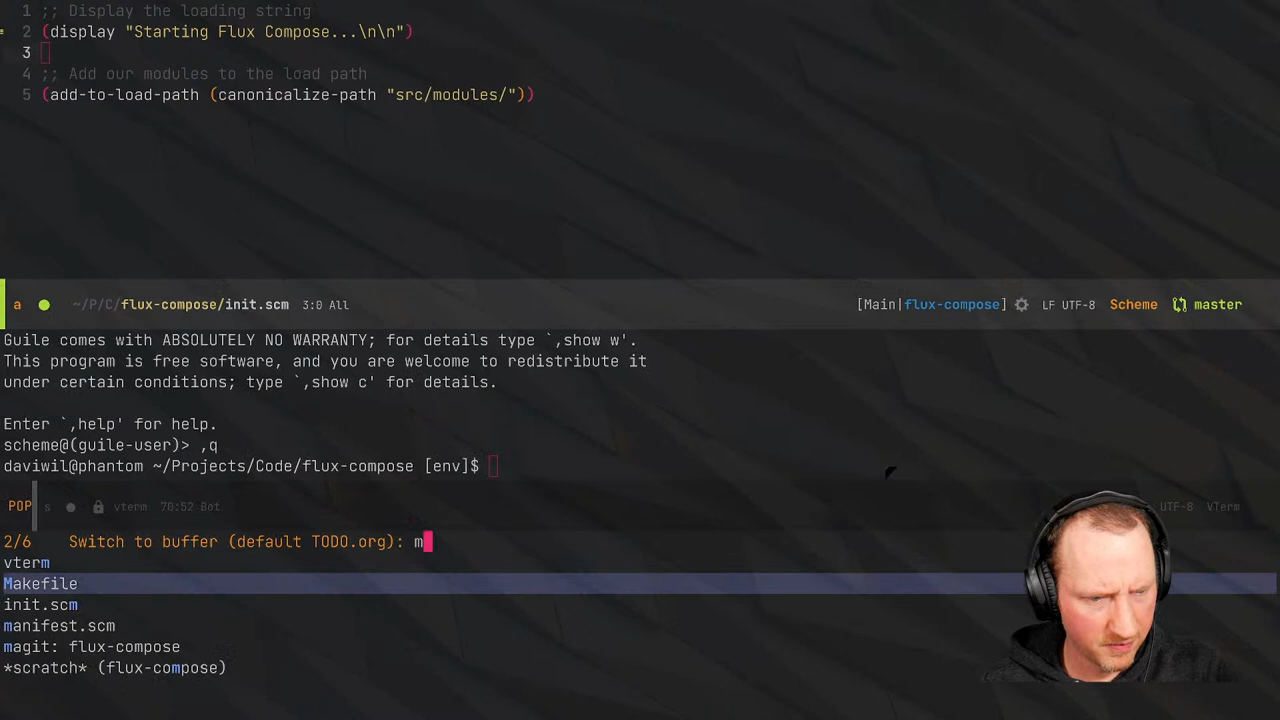 1 ;; Display the loading string
2 (display "Starting Flux Compose...\n\n")
3
4 ;; Add our modules to the load path
5 (add-to-load-path (canonicalize-path "src/modules/"))
a ~/P/C/flux-compose/init.scm 3:0 All [Main|flux-compose] LF UTF-8 Scheme master
Guile comes with ABSOLUTELY NO WARRANTY; for details type `,show w'.
This program is free software, and you are welcome to redistribute it
under certain conditions; type `,show c' for details.
Enter `,help' for help.
scheme@(guile-user)> ,q
daviwil@phantom ~/Projects/Code/flux-compose [env]$
POP s vterm 70:52 Bot UTF-8 VTerm
2/6 Switch to buffer (default TODO.org): m
vterm
Makefile
init.scm
manifest.scm
magit: flux-compose
*scratch* (flux-compose)